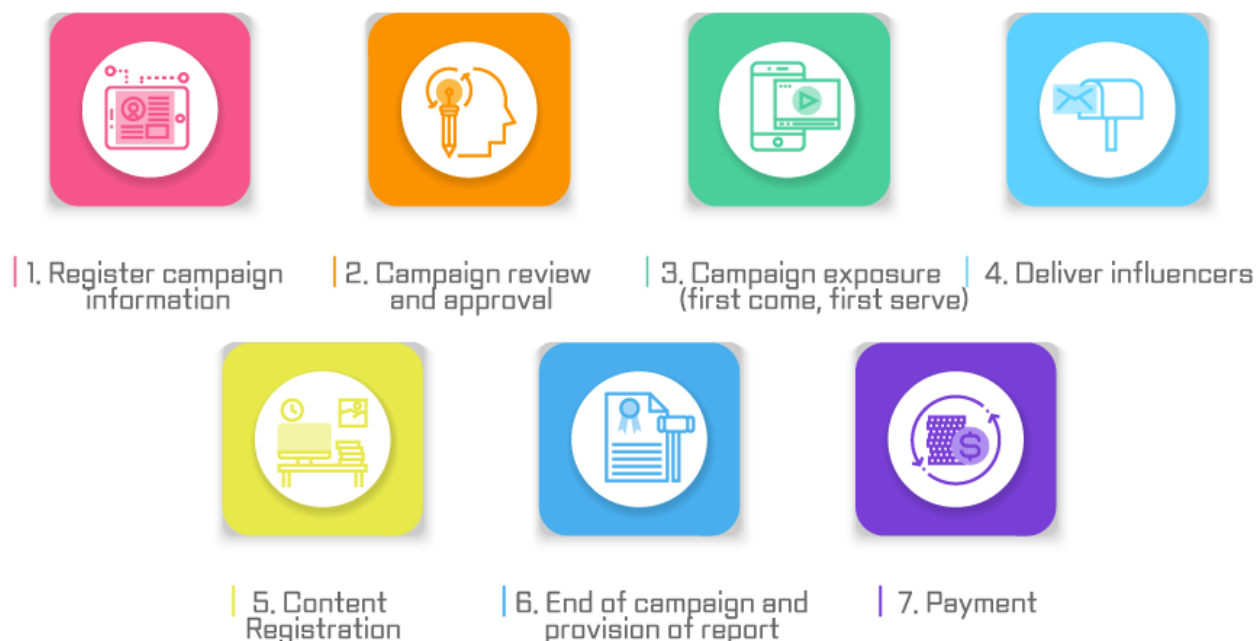 1. Register campaign
information
2. Campaign review
and approval
3. Campaign exposure
(first come, first serve)
4. Deliver influencers
5. Content
Registration
6. End of campaign and
provision of report
7. Payment